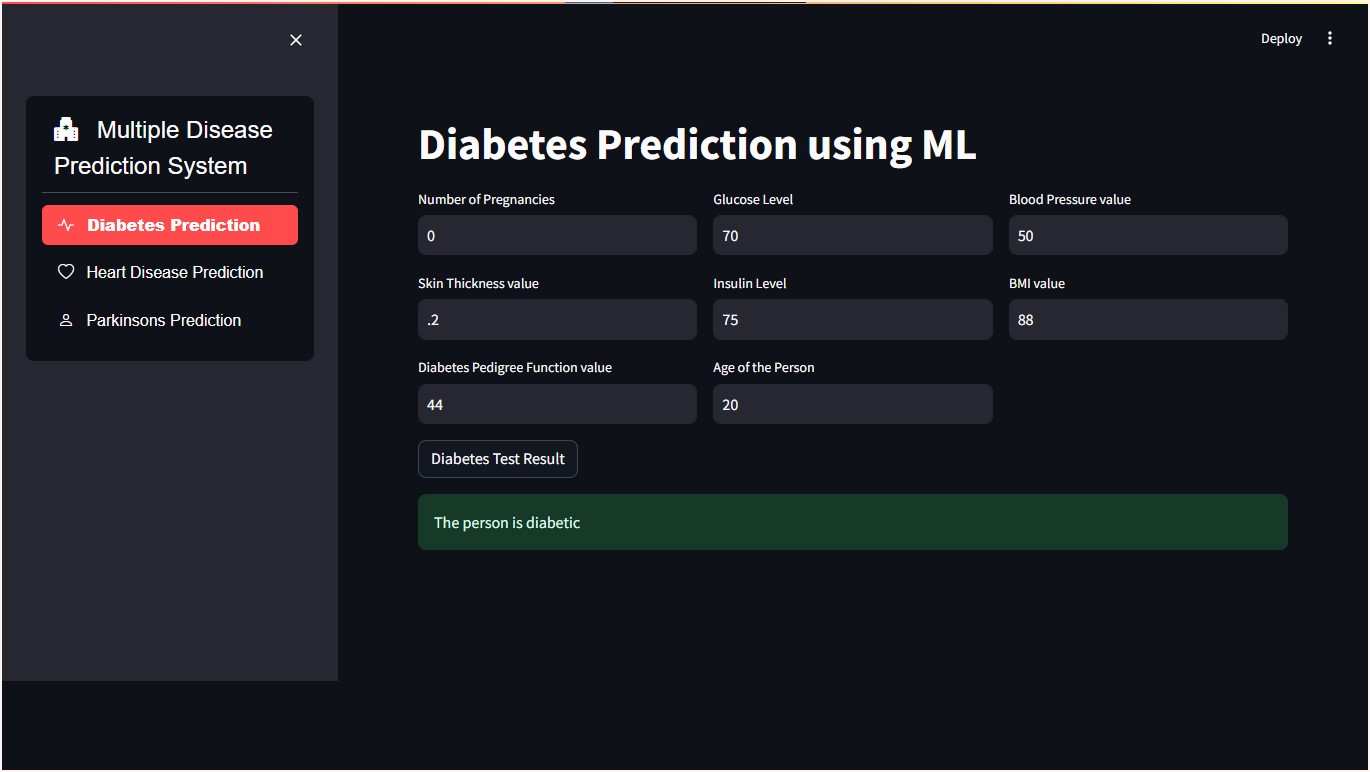 Deploy
Multiple Disease
Prediction System
Diabetes Prediction
Heart Disease Prediction
Parkinsons Prediction
Diabetes Prediction using ML
Number of Pregnancies Glucose Level Blood Pressure value
0 70 50
Skin Thickness value Insulin Level BMI value
.2 75 88
Diabetes Pedigree Function value Age of the Person
44 20
Diabetes Test Result
The person is diabetic